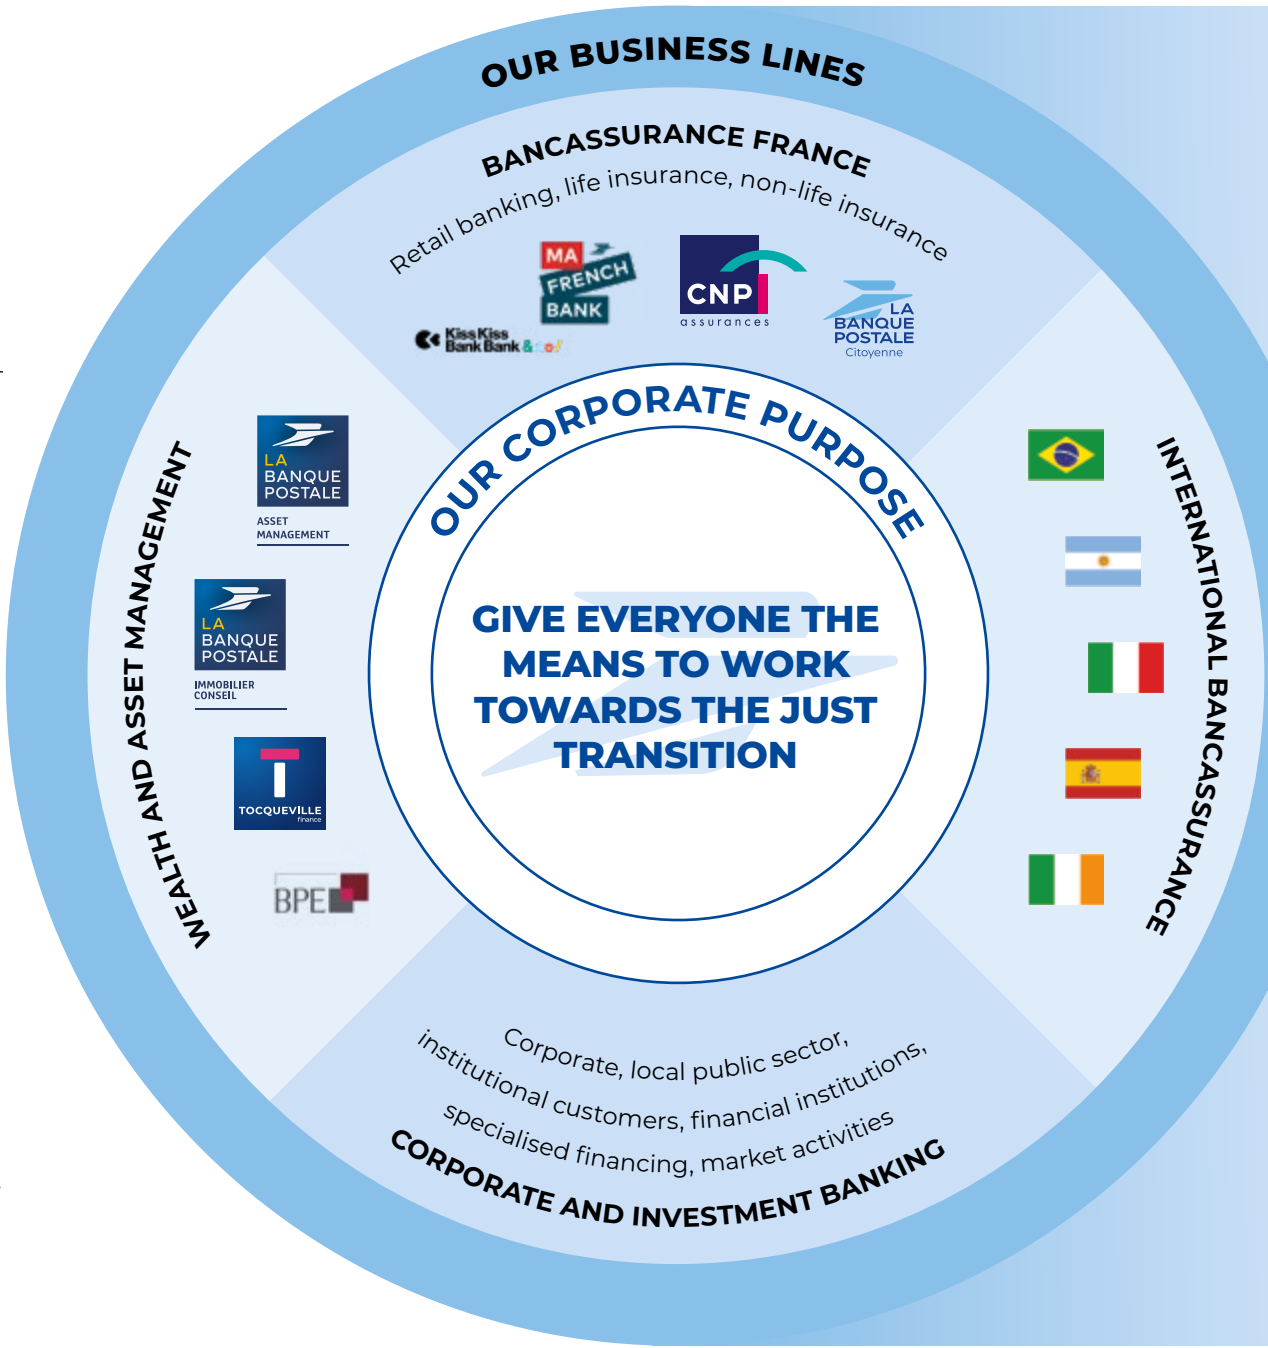 OUR BUSINESS LINES
BANCASSURANCE FRANCE
Retail banking, life insurance, non-life insurance
MA
FRENCH
BANK
KissKiss
BankBank &
CNP
assurances
LA
BANQUE
POSTALE
Citoyenne
WEALTH AND ASSET MANAGEMENT
LA
BANQUE
POSTALE
ASSET
MANAGEMENT
LA
BANQUE
POSTALE
IMMOBILIER
CONSEIL
TOCQUEVILLE
finance
BPE
OUR CORPORATE PURPOSE
GIVE EVERYONE THE
MEANS TO WORK
TOWARDS THE JUST
TRANSITION
INTERNATIONAL BANCASSURANCE
Corporate, local public sector,
institutional customers, financial institutions,
specialised financing, market activities
CORPORATE AND INVESTMENT BANKING